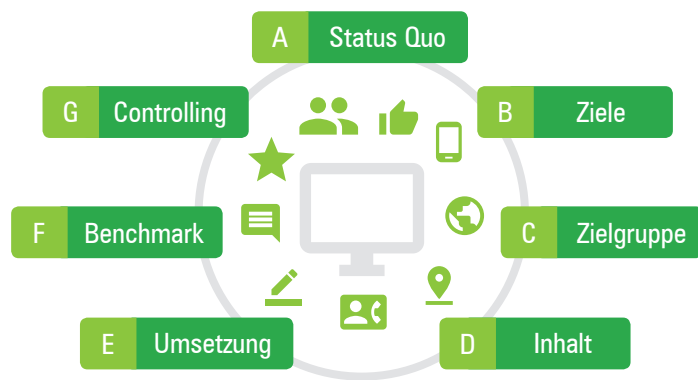 A Status Quo
B Ziele
C Zielgruppe
D Inhalt
E Umsetzung
F Benchmark
G Controlling